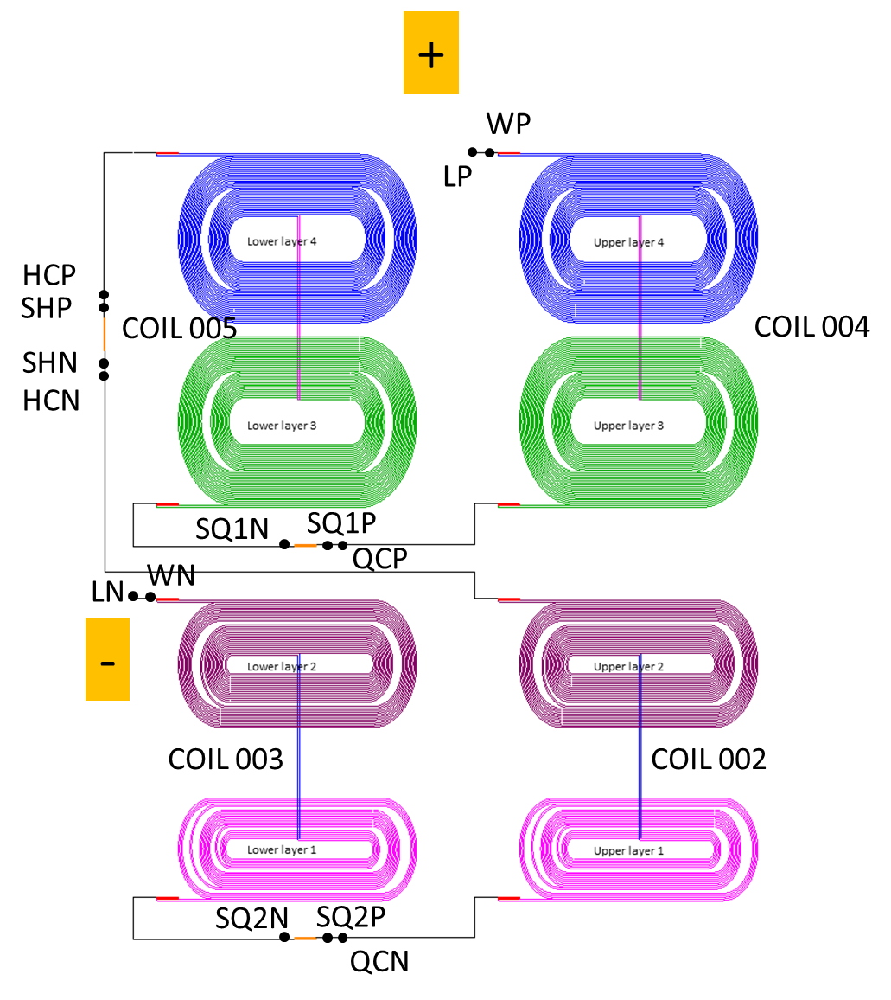 +
WP
LP
Lower layer 4
Upper layer 4
HCP
SHP
COIL 005
COIL 004
SHN
HCN
Lower layer 3
Upper layer 3
SQ1N
SQ1P
QCP
WN
LN
-
Lower layer 2
Upper layer 2
COIL 003
COIL 002
Lower layer 1
Upper layer 1
SQ2N
SQ2P
QCN